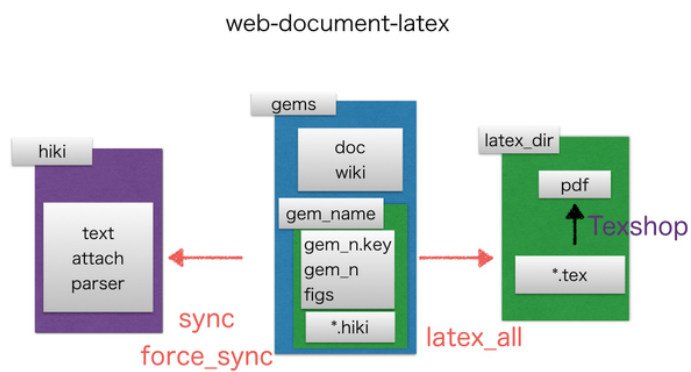 web-document-latex
hiki
text
attach
parser
gems
doc
wiki
gem_name
gem_n.key
gem_n
figs
*.hiki
latex_dir
pdf
Texshop
*.tex
sync
force_sync
latex_all